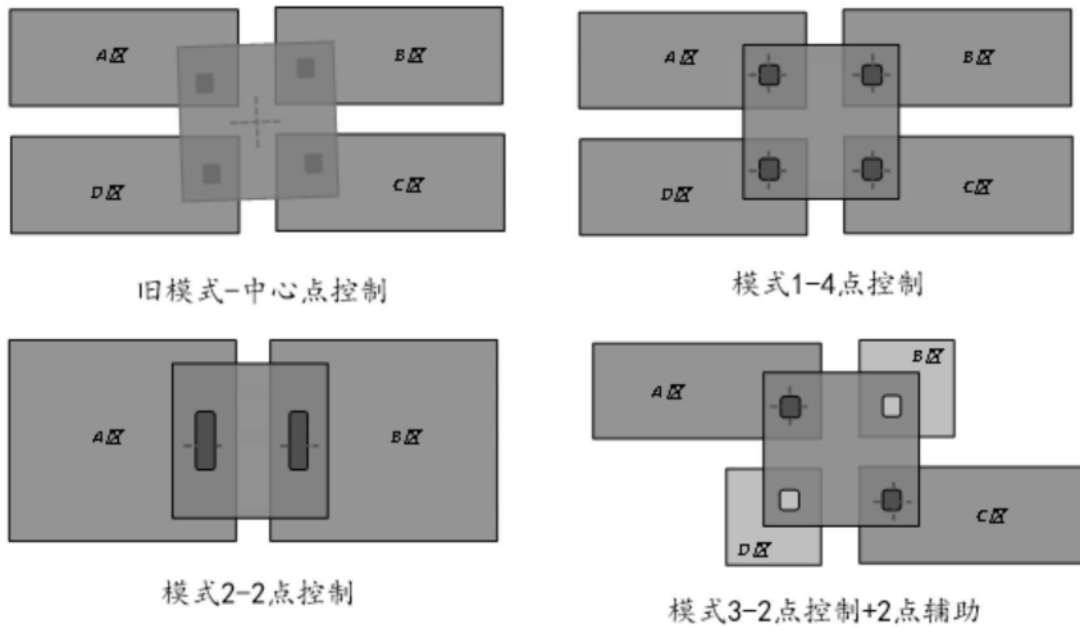 A区
B区
D区
C区
旧模式-中心点控制
A区
B区
D区
C区
模式1-4点控制
A区
B区
模式2-2点控制
A区
B区
D区
C区
模式3-2点控制+2点辅助